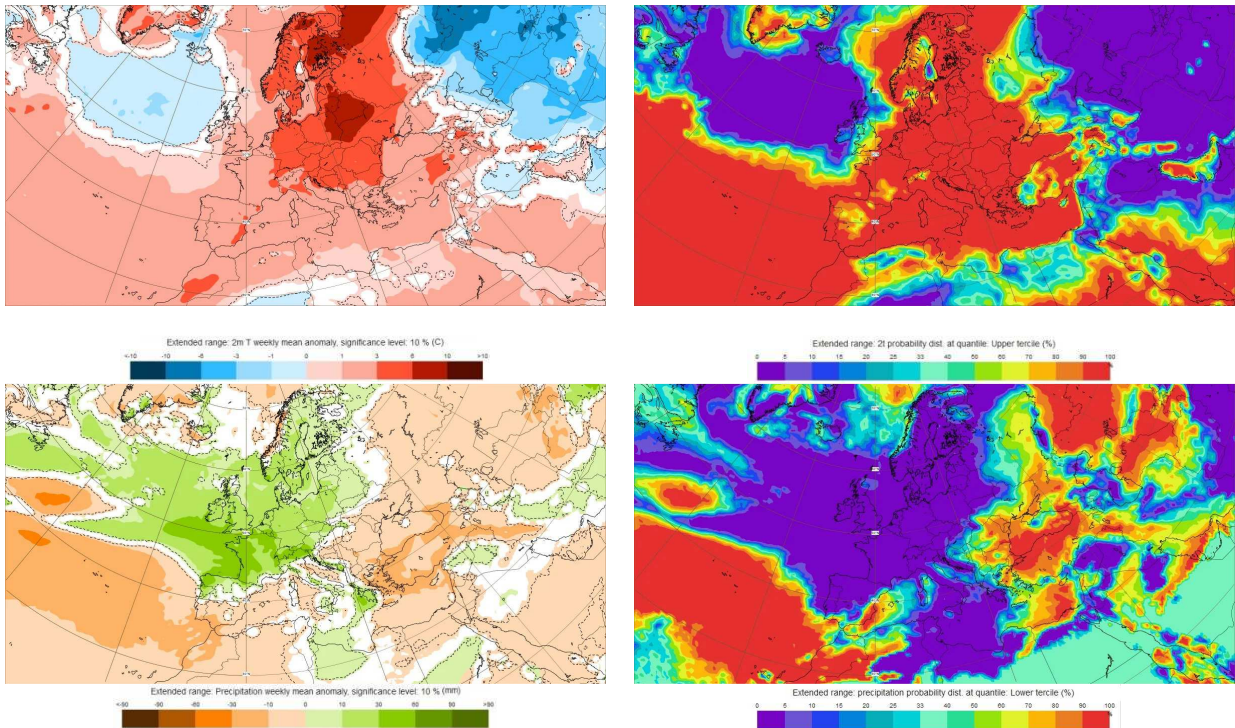 Extended range: 2m T weekly mean anomaly, significance level: 10 % (C)
<-10 -10 -6 -3 -1 0 1 3 6 10 >10
Extended range: 2t probability dist. at quantile: Upper tercile (%)
0 5 10 15 20 25 33 40 50 60 70 80 90 100
%
Extended range: Precipitation weekly mean anomaly, significance level: 10 % (mm)
<-90 -90 -60 -30 -10 0 10 30 60 90 >90
Extended range: precipitation probability dist. at quantile: Lower tercile (%)
0 5 10 15 20 25 33 40 50 60 70 80 90 100
%